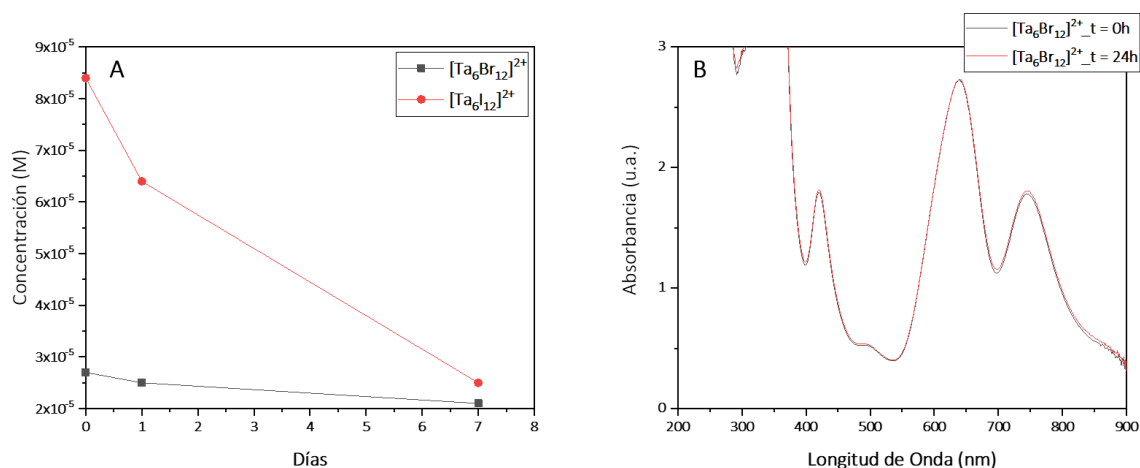 A
[Ta₆Br₁₂]²⁺
[Ta₆I₁₂]²⁺
Concentración (M)
9x10⁻⁵
8x10⁻⁵
7x10⁻⁵
6x10⁻⁵
5x10⁻⁵
4x10⁻⁵
3x10⁻⁵
2x10⁻⁵
0 1 2 3 4 5 6 7 8
Días
[Ta₆Br₁₂]²⁺_t = 0h
[Ta₆Br₁₂]²⁺_t = 24h
B
Absorbancia (u.a.)
3
2
1
0
200 300 400 500 600 700 800 900
Longitud de Onda (nm)